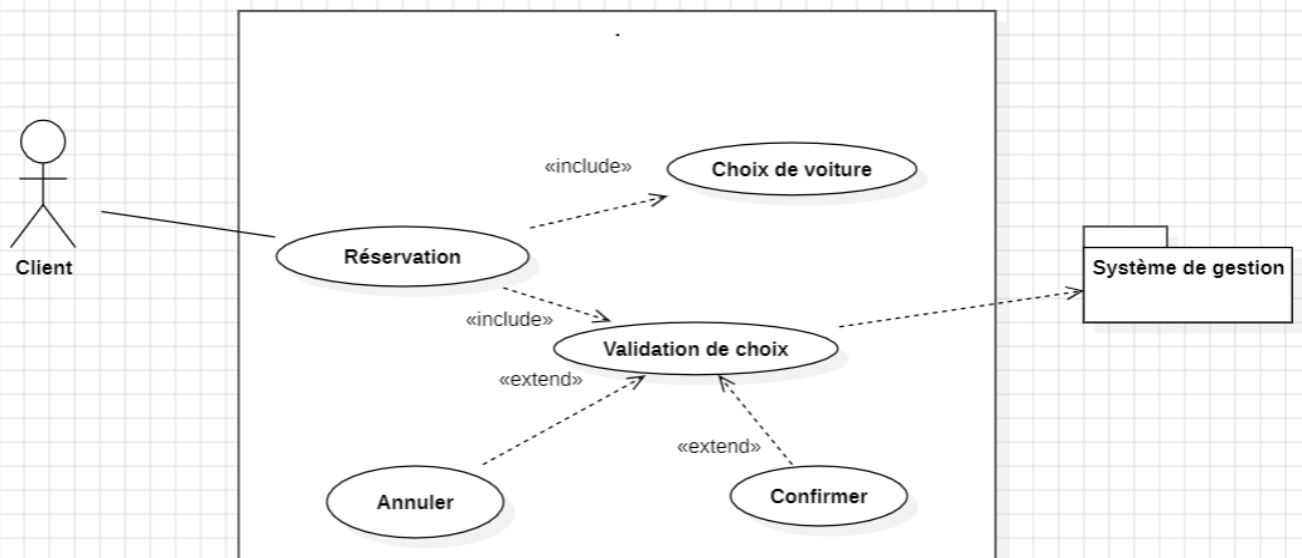 .
«include»
Choix de voiture
Client
Réservation
Système de gestion
«include»
Validation de choix
«extend»
«extend»
Annuler
Confirmer